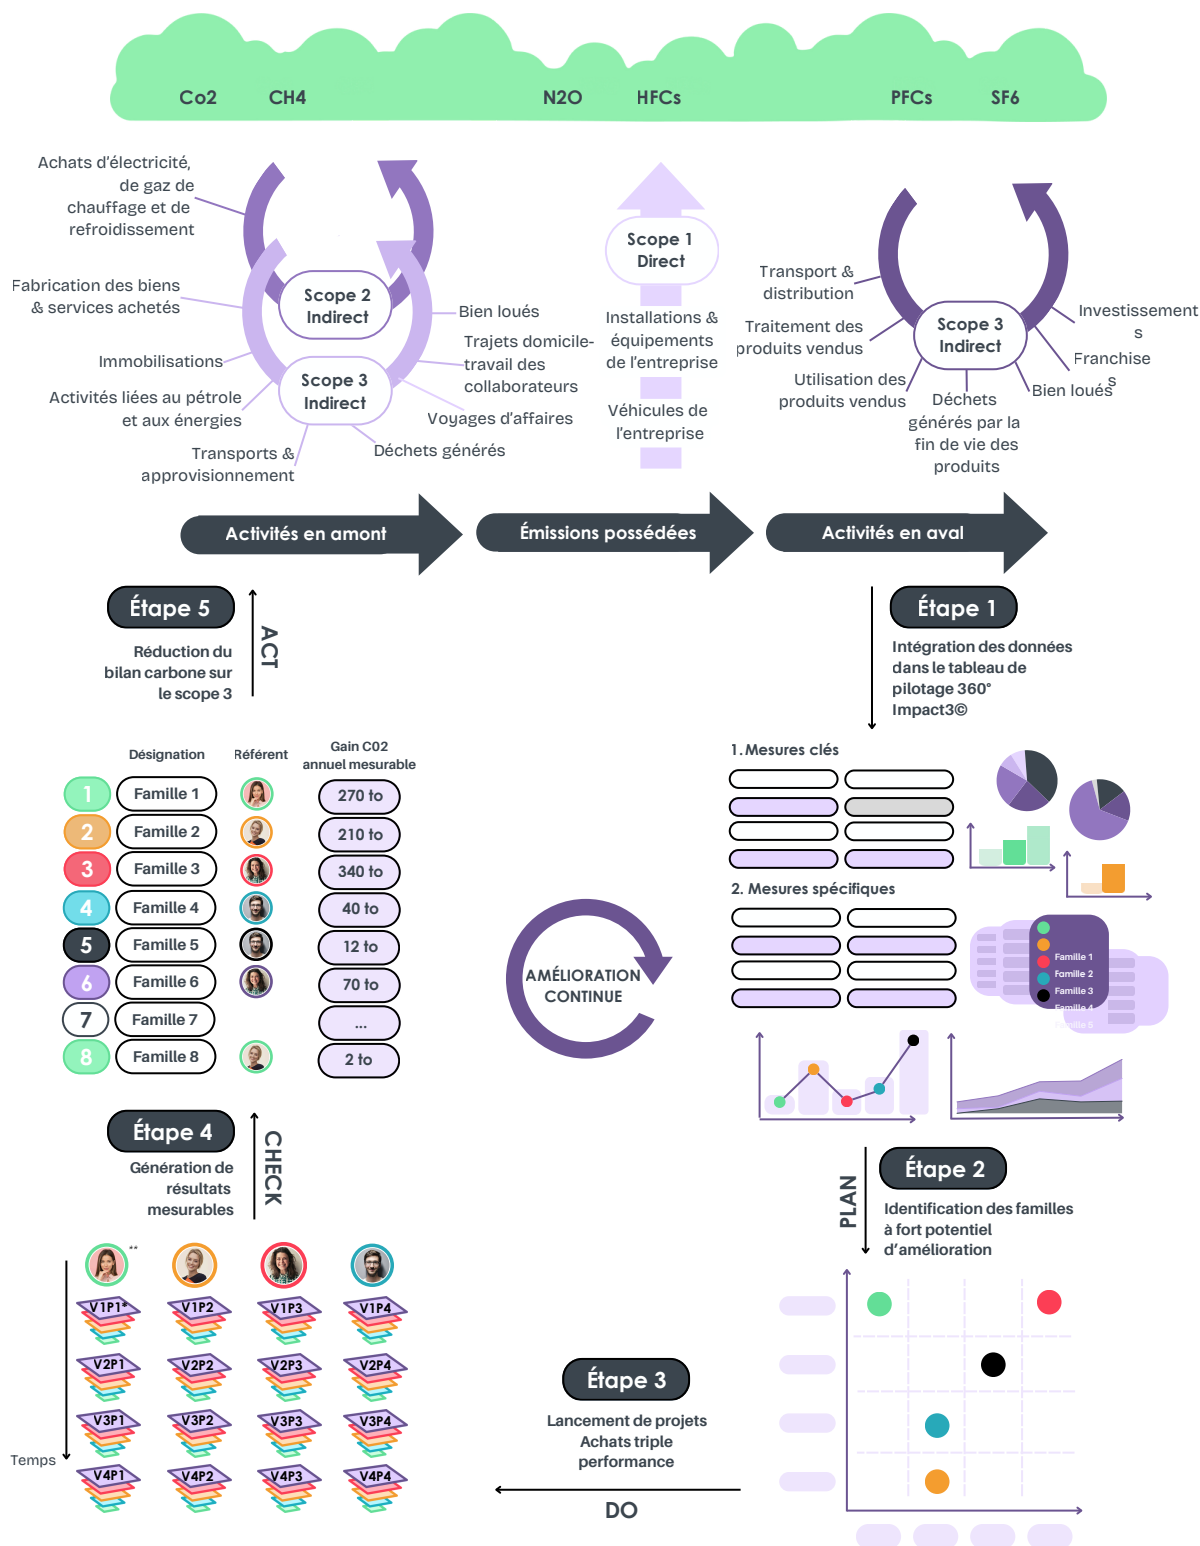 Co2 CH4 N2O HFCs PFCs SF6
Achats d'électricité,
de gaz de
chauffage et de
refroidissement
Fabrication des biens
& services achetés
Immobilisations
Activités liées au pétrole
et aux énergies
Transports &
approvisionnement
Scope 2
Indirect
Scope 3
Indirect
Bien loués
Trajets domicile-
travail des
collaborateurs
Voyages d'affaires
Déchets générés
Scope 1
Direct
Installations &
équipements
de l'entreprise
Véhicules de
l'entreprise
Transport &
distribution
Traitement des
produits vendus
Utilisation des
produits vendus
Scope 3
Indirect
Déchets
générés par la
fin de vie des
produits
Investissement
s
Franchise
s
Bien loués
Activités en amont
Émissions possédées
Activités en aval
Étape 5
ACT
Réduction du
bilan carbone sur
le scope 3
Étape 1
Intégration des données
dans le tableau de
pilotage 360°
Impact3©
Désignation
Référent
Gain C02
annuel mesurable
1 Famille 1 270 to
2 Famille 2 210 to
3 Famille 3 340 to
4 Famille 4 40 to
5 Famille 5 12 to
6 Famille 6 70 to
7 Famille 7 ...
8 Famille 8 2 to
AMÉLIORATION
CONTINUE
1. Mesures clés
2. Mesures spécifiques
Famille 1
Famille 2
Famille 3
Famille 4
Famille 5
Étape 4
CHECK
Génération de
résultats
mesurables
PLAN
Étape 2
Identification des familles
à fort potentiel
d'amélioration
**
V1P1* V1P2 V1P3 V1P4
V2P1 V2P2 V2P3 V2P4
V3P1 V3P2 V3P3 V3P4
Temps
V4P1 V4P2 V4P3 V4P4
Étape 3
Lancement de projets
Achats triple
performance
DO